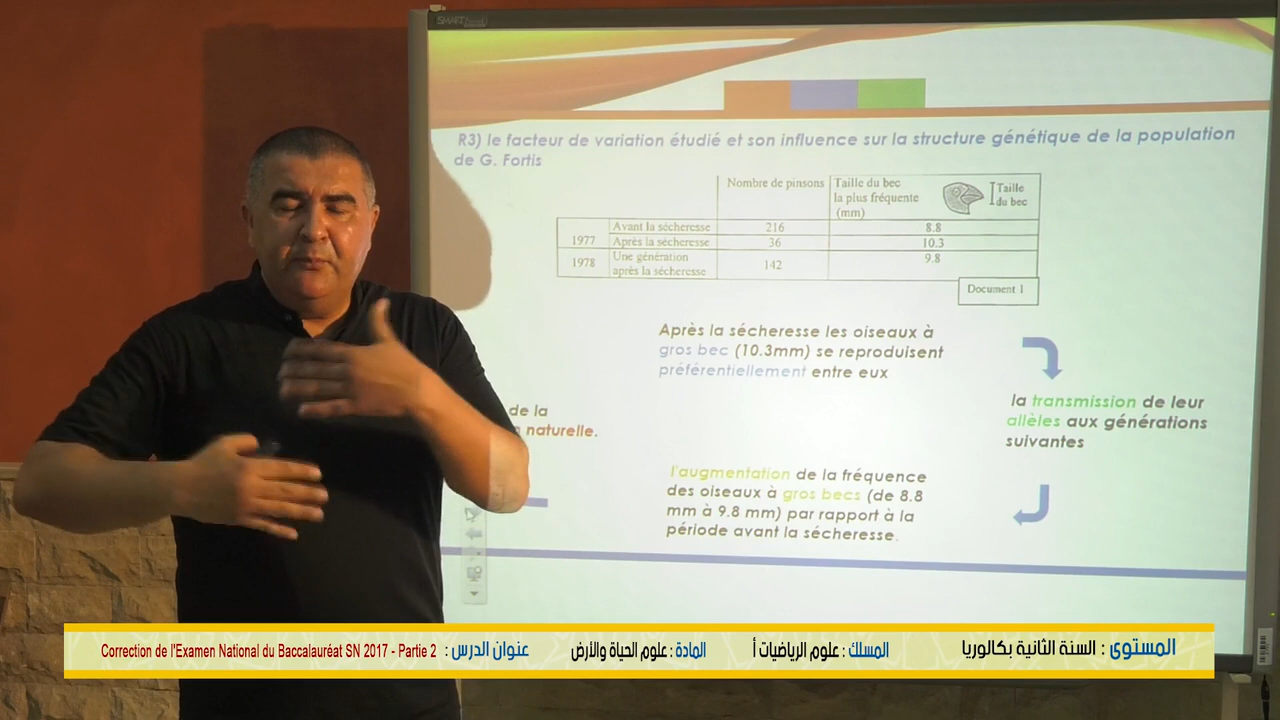 SMART
R3) le facteur de variation étudié et son influence sur la structure génétique de la population
de G. Fortis
Nombre de pinsons
Taille du bec
la plus fréquente
(mm)
Taille
du bec
1977
Avant la sécheresse
216
8.8
Après la sécheresse
36
10.3
1978
Une génération
après la sécheresse
142
9.8
Document 1
Après la sécheresse les oiseaux à
gros bec (10.3mm) se reproduisent
préférentiellement entre eux
la transmission de leur
allèles aux générations
suivantes
de la
naturelle.
l'augmentation de la fréquence
des oiseaux à gros becs (de 8.8
mm à 9.8 mm) par rapport à la
période avant la sécheresse.
المستوى : السنة الثانية بكالوريا
المسلك : علوم الرياضيات أ
المادة : علوم الحياة والأرض
عنوان الدرس : Correction de l'Examen National du Baccalauréat SN 2017 - Partie 2